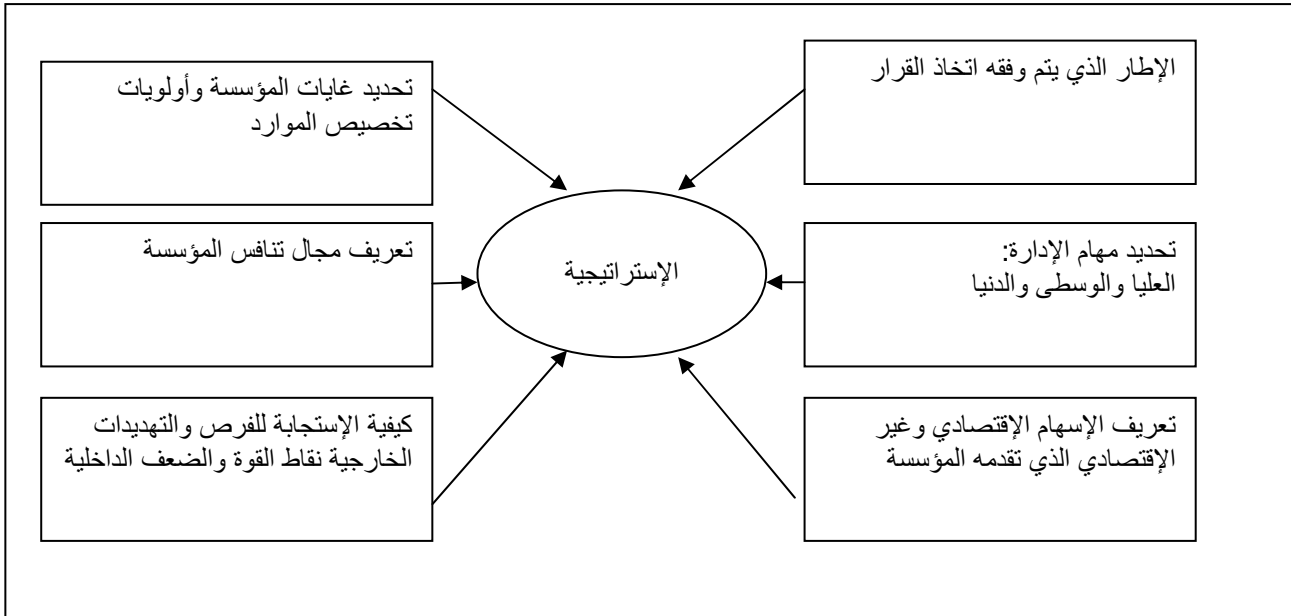 الإطار الذي يتم وفقه اتخاذ القرار
تحديد غايات المؤسسة وأولويات
تخصيص الموارد
تحديد مهام الإدارة:
العليا والوسطى والدنيا
تعريف مجال تنافس المؤسسة
الإستراتيجية
تعريف الإسهام الإقتصادي وغير
الإقتصادي الذي تقدمه المؤسسة
كيفية الإستجابة للفرص والتهديدات
الخارجية نقاط القوة والضعف الداخلية